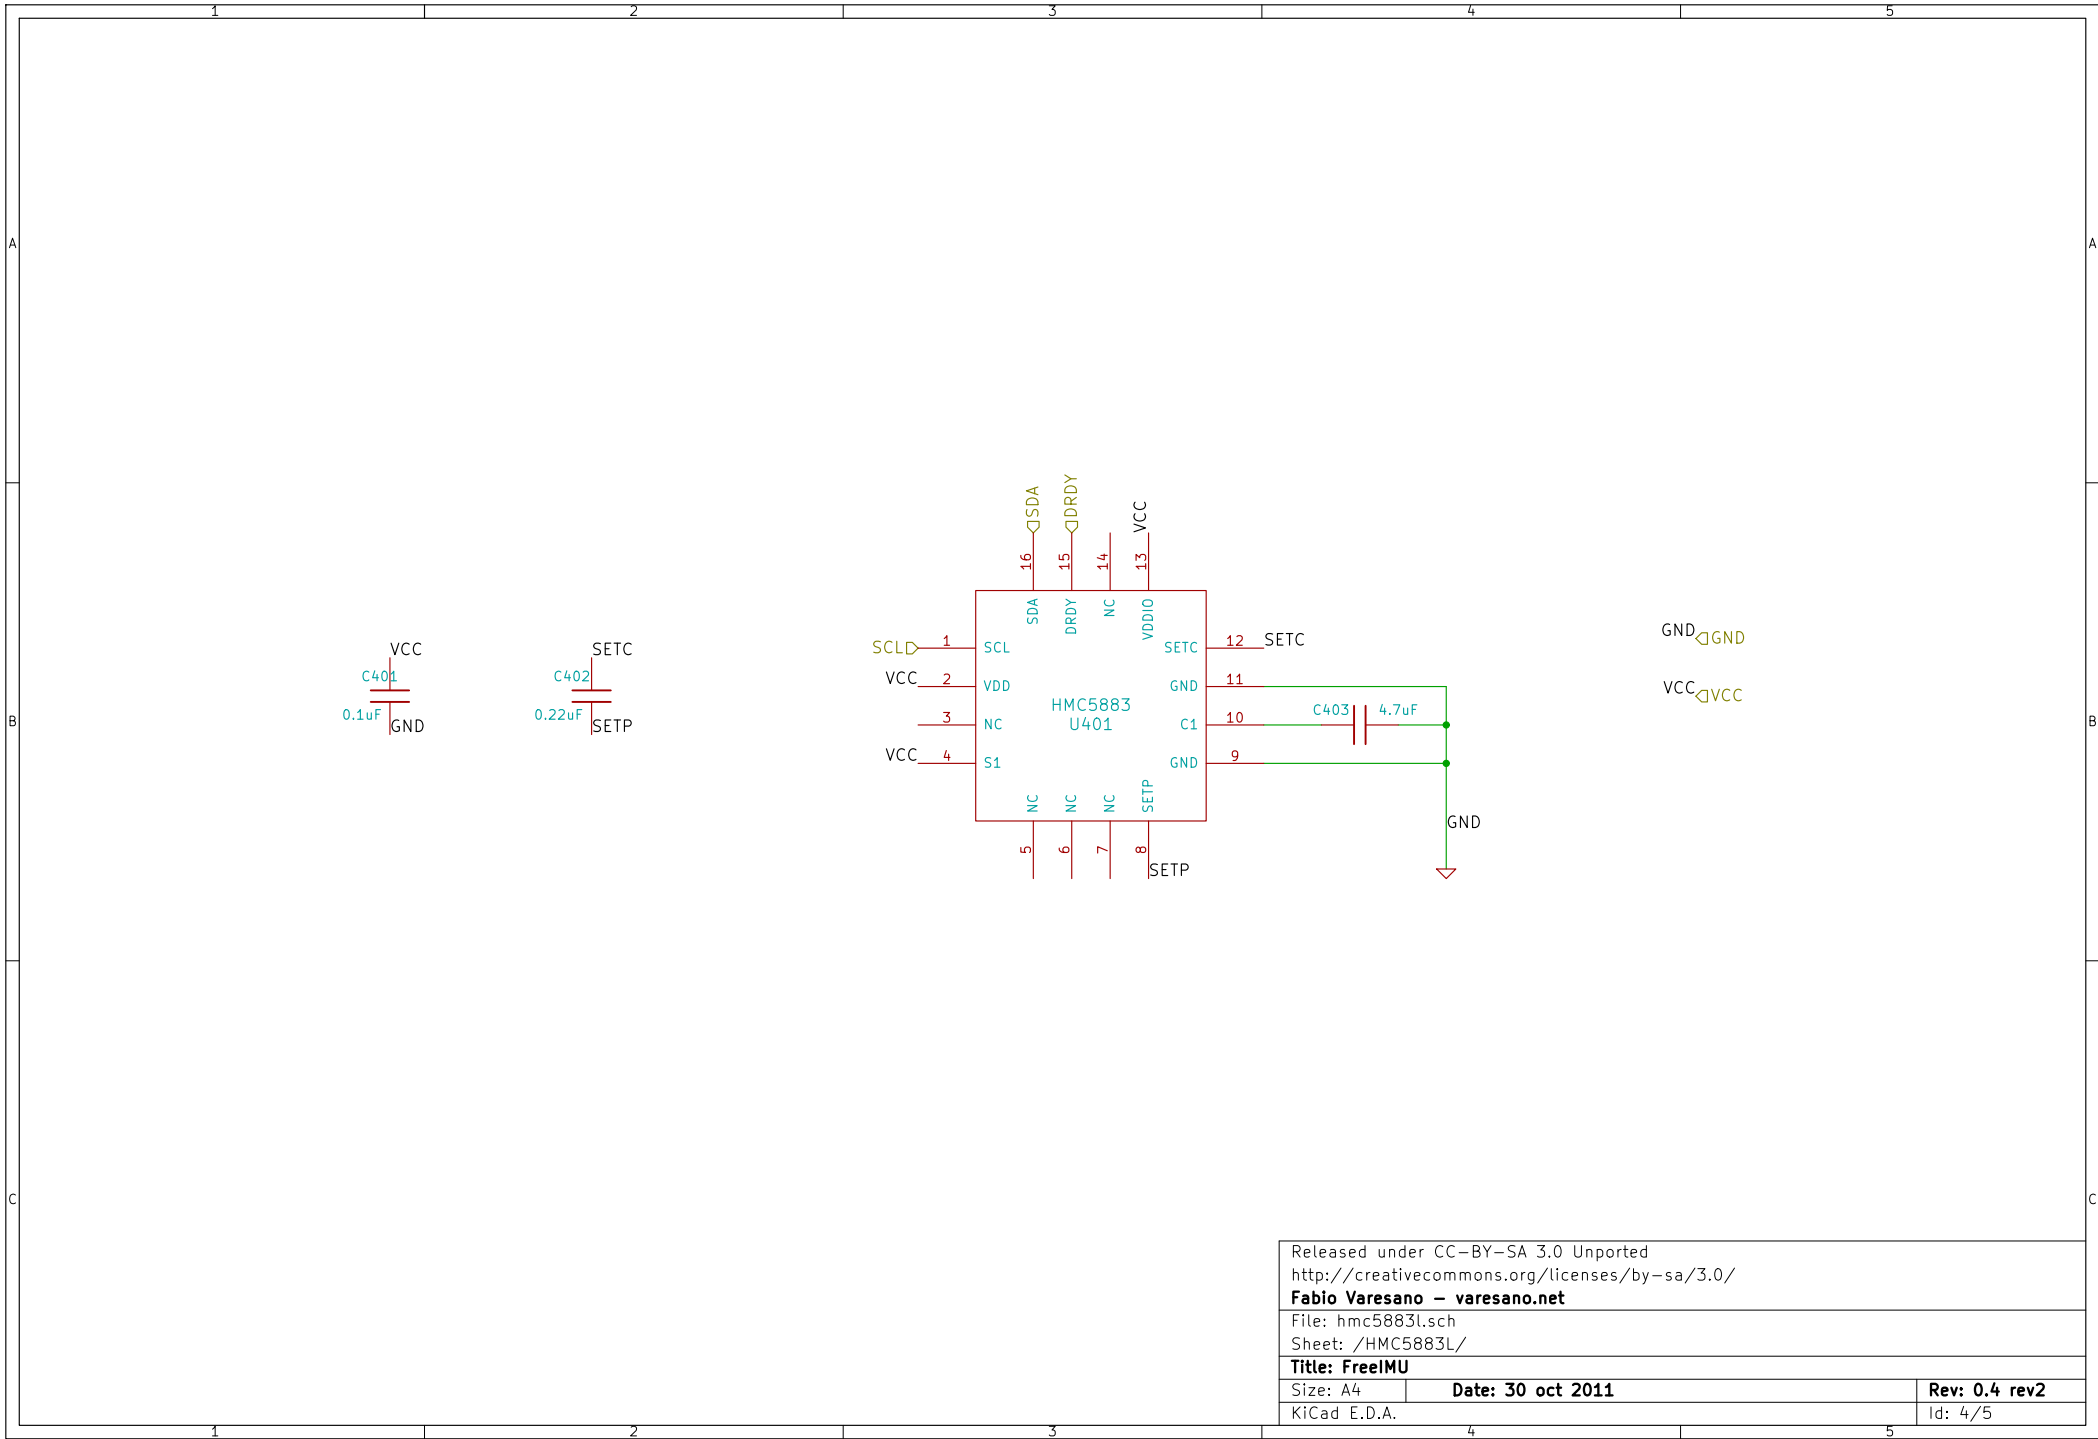 1 2 3 4 5
A A
SDA DRDY VCC
16 15 14 13
SDA DRDY NC VDDIO
GND GND
SCL 1 SCL SETC 12 SETC
VCC SETC
C401 C402
VCC 2 VDD GND 11
VCC VCC
HMC5883
C403 4.7uF
0.1uF 0.22uF
B 3 NC U401 C1 10 B
GND SETP
VCC 4 S1 GND 9
NC NC NC SETP
GND
5 6 7 8
SETP
C C
Released under CC-BY-SA 3.0 Unported
http://creativecommons.org/licenses/by-sa/3.0/
Fabio Varesano - varesano.net
File: hmc5883l.sch
Sheet: /HMC5883L/
Title: FreeIMU
Size: A4 Date: 30 oct 2011 Rev: 0.4 rev2
KiCad E.D.A. Id: 4/5
1 2 3 4 5